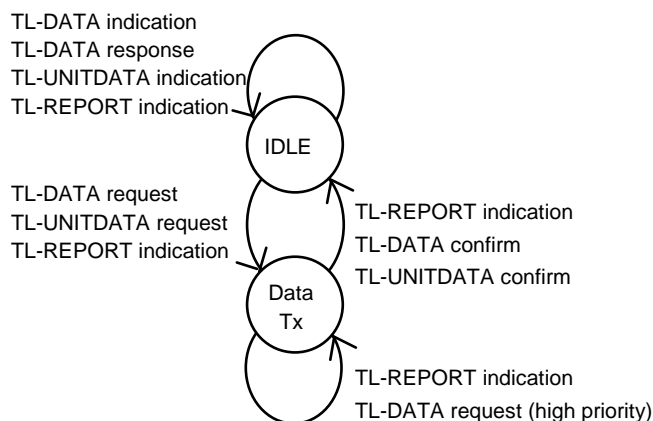 TL-DATA indication
TL-DATA response
TL-UNITDATA indication
TL-REPORT indication
IDLE
TL-DATA request
TL-UNITDATA request
TL-REPORT indication
TL-REPORT indication
TL-DATA confirm
TL-UNITDATA confirm
Data
Tx
TL-REPORT indication
TL-DATA request (high priority)